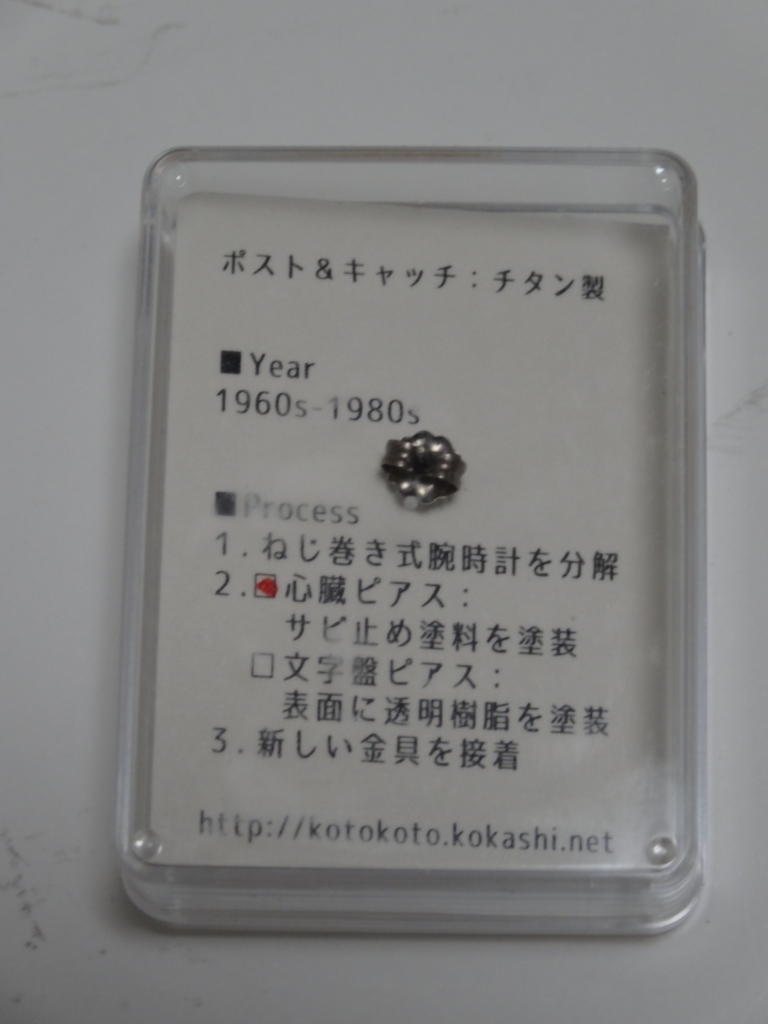 ポスト＆キャッチ：チタン製
■Year
1960s-1980s
■Process
1.ねじ巻き式腕時計を分解
2.□心臓ピアス：
サビ止め塗料を塗装
□文字盤ピアス：
表面に透明樹脂を塗装
3.新しい金具を接着
http://kotokoto.kokashi.net